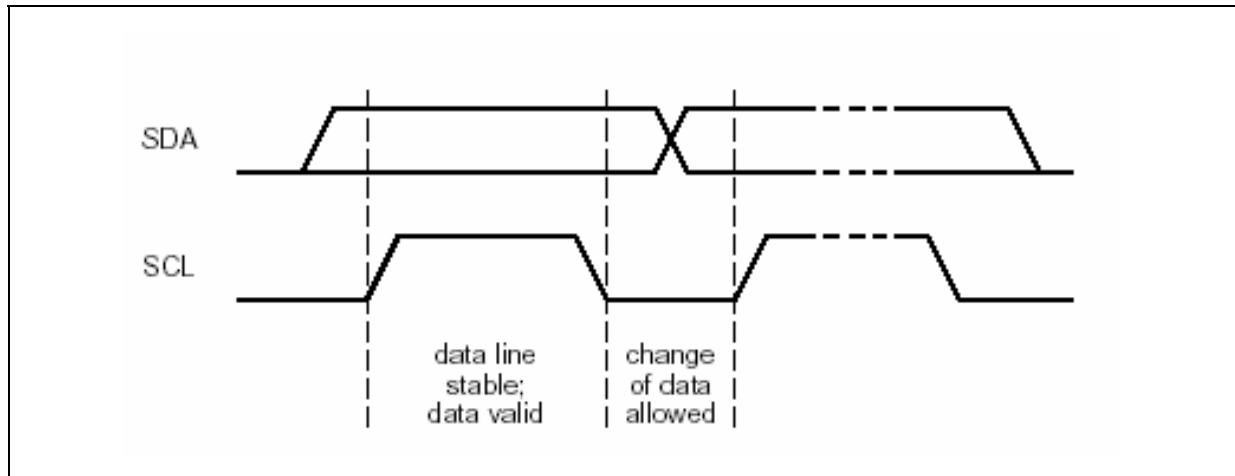 SDA
SCL
data line
stable;
data valid
change
of data
allowed